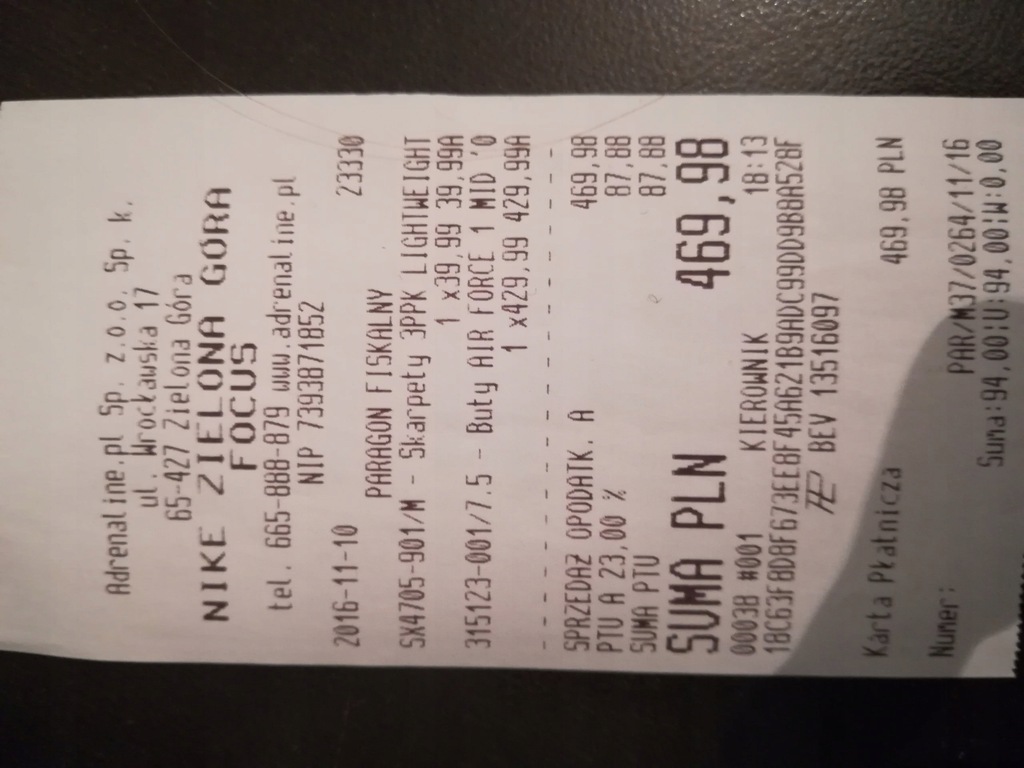 Adrenaline.pl Sp. z.o.o. Sp. k.
ul. Wrocławska 17
65-427 Zielona Góra
NIKE ZIELONA GÓRA
FOCUS
tel. 665-888-879 www.adrenaline.pl
NIP 7393871852
2016-11-10 23330
PARAGON FISKALNY
SX4705-901/M - Skarpety 3PPK LIGHTWEIGHT
1 x39,99 39,99A
315123-001/7.5 - Buty AIR FORCE 1 MID '0
1 x429,99 429,99A
SPRZEDAŻ OPODATK. A 469,98
PTU A 23,00 % 87,88
SUMA PTU 87,88
SUMA PLN 469,98
00038 #001 KIEROWNIK 18:13
18C63F8D8F673EE8F45A621B9ADC99DD9B8A528F
BEV 13516097
Karta Płatnicza 469,98 PLN
Numer: PAR/M37/0264/11/16
Suma:94,00!U:94,00!W:0,00